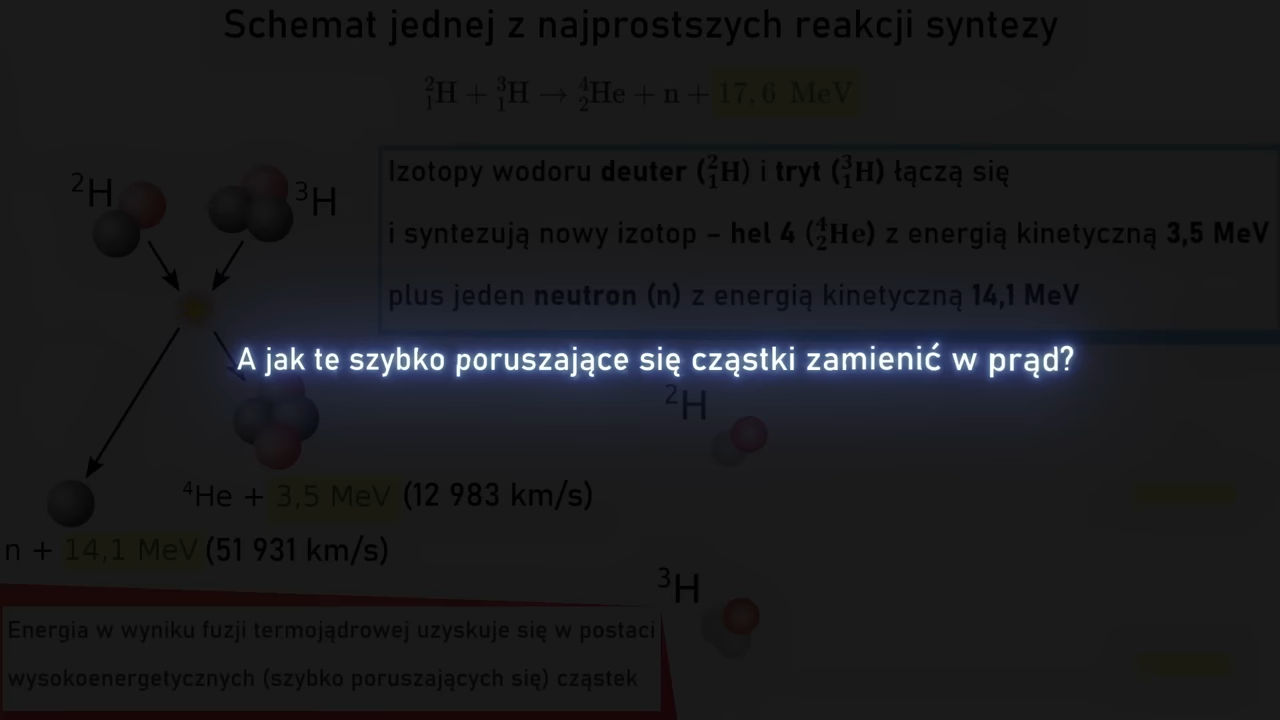 Schemat jednej z najprostszych reakcji syntezy
²₁H + ³₁H → ⁴₂He + n + 17, 6 MeV
²H
³H
Izotopy wodoru deuter (²₁H) i tryt (³₁H) łączą się
i syntezują nowy izotop – hel 4 (⁴₂He) z energią kinetyczną 3,5 MeV
plus jeden neutron (n) z energią kinetyczną 14,1 MeV
A jak te szybko poruszające się cząstki zamienić w prąd?
²H
⁴He + 3,5 MeV (12 983 km/s)
n + 14,1 MeV (51 931 km/s)
³H
Energia w wyniku fuzji termojądrowej uzyskuje się w postaci
wysokoenergetycznych (szybko poruszających się) cząstek